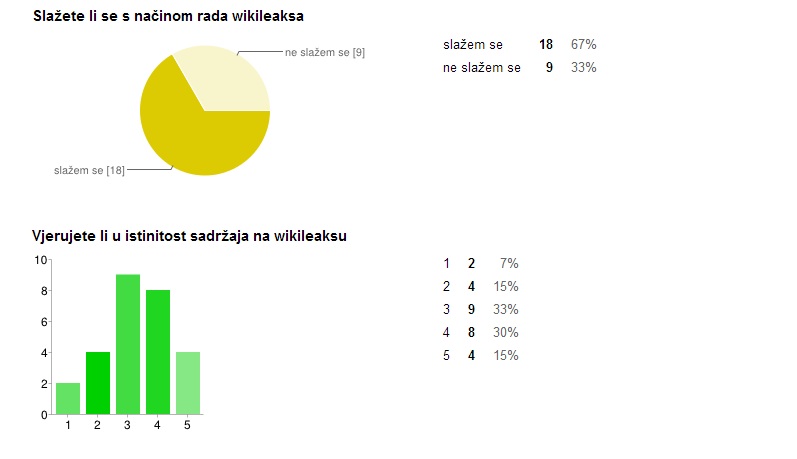 Slažete li se s načinom rada wikileaksa
ne slažem se [9]
slažem se [18]
slažem se 18 67%
ne slažem se 9 33%
Vjerujete li u istinitost sadržaja na wikileaksu
10
8
6
4
2
0
1 2 3 4 5
1 2 7%
2 4 15%
3 9 33%
4 8 30%
5 4 15%